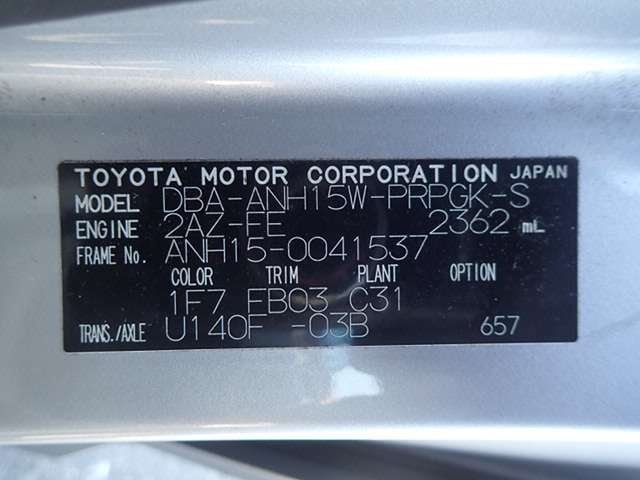 TOYOTA MOTOR CORPORATION JAPAN
MODEL DBA-ANH15W-PRPGK-S
ENGINE 2AZ-FE 2362 mL
FRAME No. ANH15-0041537
COLOR TRIM PLANT OPTION
1F7 FB03 C31
TRANS./AXLE U140F -03B 657